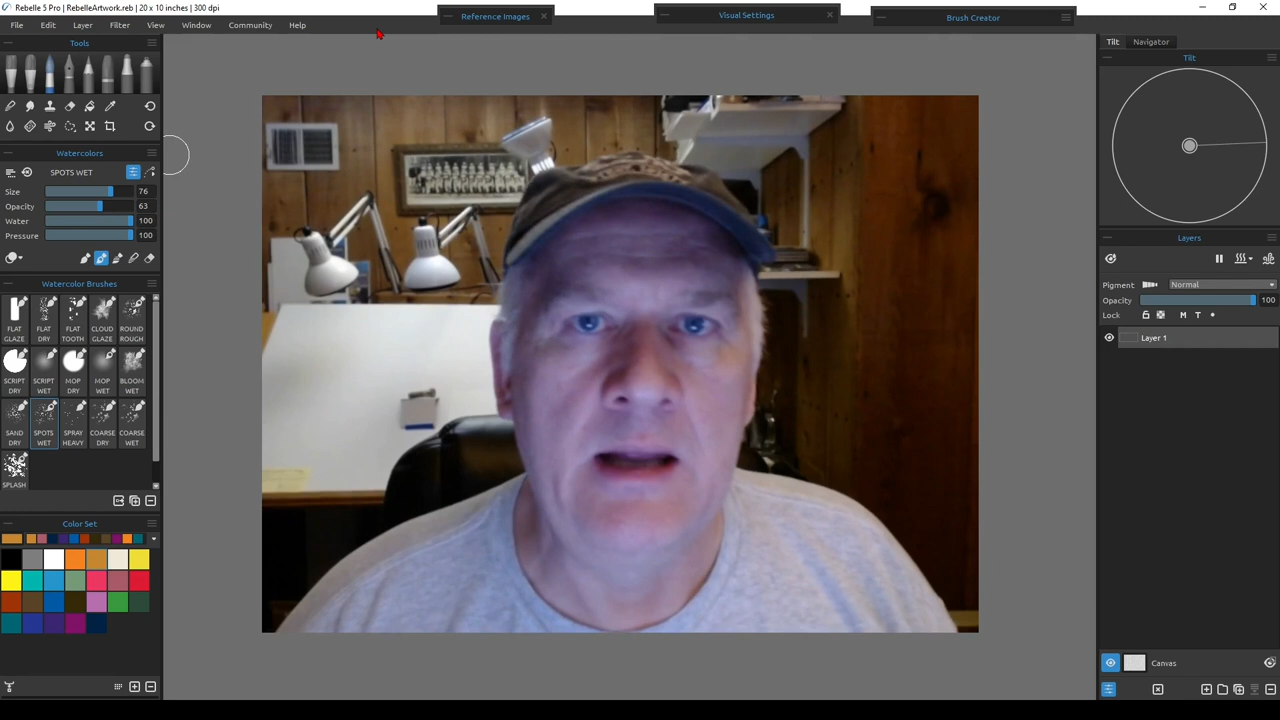 Rebelle 5 Pro | RebelleArtwork.reb | 20 x 10 inches | 300 dpi
File Edit Layer Filter View Window Community Help
Reference Images
Visual Settings
Brush Creator
Tools
Watercolors
SPOTS WET
Size 76
Opacity 63
Water 100
Pressure 100
Watercolor Brushes
FLAT GLAZE
FLAT DRY
FLAT TOOTH
CLOUD GLAZE
ROUND ROUGH
SCRIPT DRY
SCRIPT WET
MOP DRY
MOP WET
BLOOM WET
SAND DRY
SPOTS WET
SPRAY HEAVY
COARSE DRY
COARSE WET
SPLASH
Color Set
Tilt Navigator
Tilt
Layers
Pigment Normal
Opacity 100
Lock M T
Layer 1
Canvas